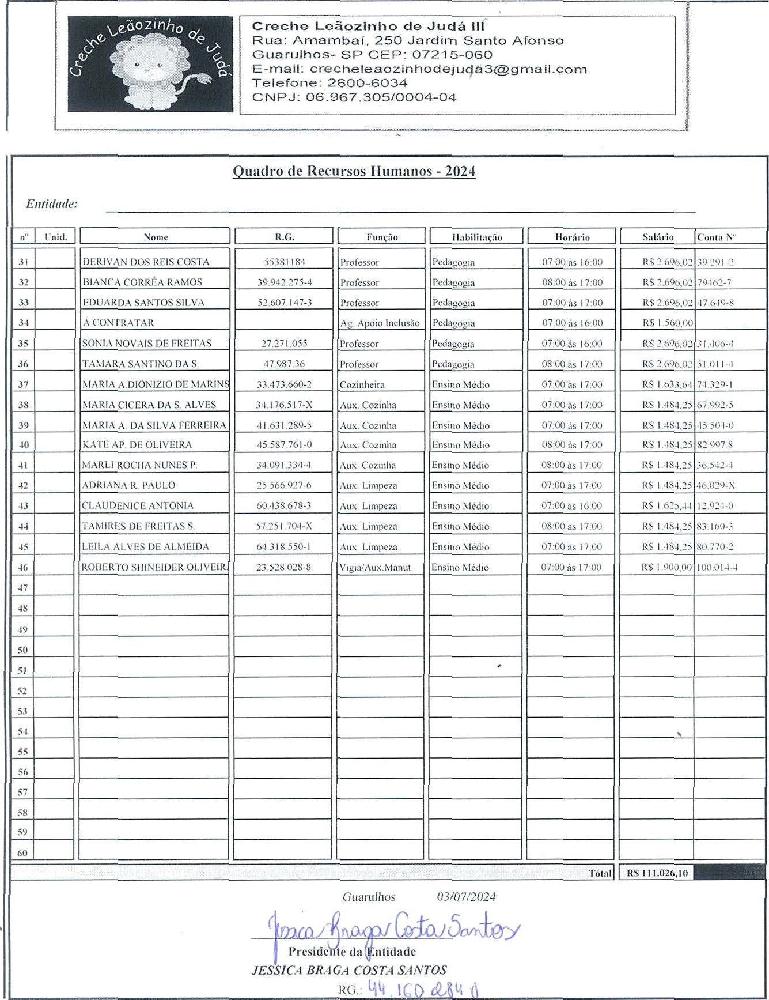 Creche Leãozinho de Judá
Creche Leãozinho de Judá III
Rua: Amambaí, 250 Jardim Santo Afonso
Guarulhos- SP CEP: 07215-060
E-mail: crecheleaozinhodejuda3@gmail.com
Telefone: 2600-6034
CNPJ: 06.967.305/0004-04
Quadro de Recursos Humanos - 2024
Entidade:
nº Unid. Nome R.G. Função Habilitação Horário Salário Conta Nº
31 DERIVAN DOS REIS COSTA 55381184 Professor Pedagogia 07:00 às 16:00 R$ 2.696,02 39.291-2
32 BIANCA CORRÊA RAMOS 39.942.275-4 Professor Pedagogia 08:00 às 17:00 R$ 2.696,02 79462-7
33 EDUARDA SANTOS SILVA 52.607.147-3 Professor Pedagogia 07:00 às 17:00 R$ 2.696,02 47.649-8
34 À CONTRATAR Ag. Apoio Inclusão Pedagogia 07:00 às 16:00 R$ 1.560,00
35 SONIA NOVAIS DE FREITAS 27.271.055 Professor Pedagogia 07:00 às 16:00 R$ 2.696,02 31.406-4
36 TAMARA SANTINO DA S. 47.987.36 Professor Pedagogia 08:00 às 17:00 R$ 2.696,02 51.011-4
37 MARIA A.DIONIZIO DE MARINS 33.473.660-2 Cozinheira Ensino Médio 07:00 às 17:00 R$ 1.633,64 74.329-1
38 MARIA CICERA DA S. ALVES 34.176.517-X Aux. Cozinha Ensino Médio 07:00 às 17:00 R$ 1.484,25 67.992-5
39 MARIA A. DA SILVA FERREIRA 41.631.289-5 Aux. Cozinha Ensino Médio 07:00 às 17:00 R$ 1.484,25 45.504-0
40 KATE AP. DE OLIVEIRA 45.587.761-0 Aux. Cozinha Ensino Médio 08:00 às 17:00 R$ 1.484,25 82.997.8
41 MARLI ROCHA NUNES P. 34.091.334-4 Aux. Cozinha Ensino Médio 08:00 às 17:00 R$ 1.484,25 36.542-4
42 ADRIANA R. PAULO 25.566.927-6 Aux. Limpeza Ensino Médio 07:00 às 17:00 R$ 1.484,25 46.029-X
43 CLAUDENICE ANTONIA 60.438.678-3 Aux. Limpeza Ensino Médio 07:00 às 16:00 R$ 1.625,44 12.924-0
44 TAMIRES DE FREITAS S. 57.251.704-X Aux. Limpeza Ensino Médio 08:00 às 17:00 R$ 1.484,25 83.160-3
45 LEILA ALVES DE ALMEIDA 64.318.550-1 Aux. Limpeza Ensino Médio 07:00 às 17:00 R$ 1.484,25 80.770-2
46 ROBERTO SHINEIDER OLIVEIRA 23.528.028-8 Vigia/Aux.Manut. Ensino Médio 07:00 às 17:00 R$ 1.900,00 100.014-4
47
48
49
50
51
52
53
54
55
56
57
58
59
60
Total R$ 111.026,10
Guarulhos 03/07/2024
Jessica Braga Costa Santos
Presidente da Entidade
JESSICA BRAGA COSTA SANTOS
RG.: 44.160.284